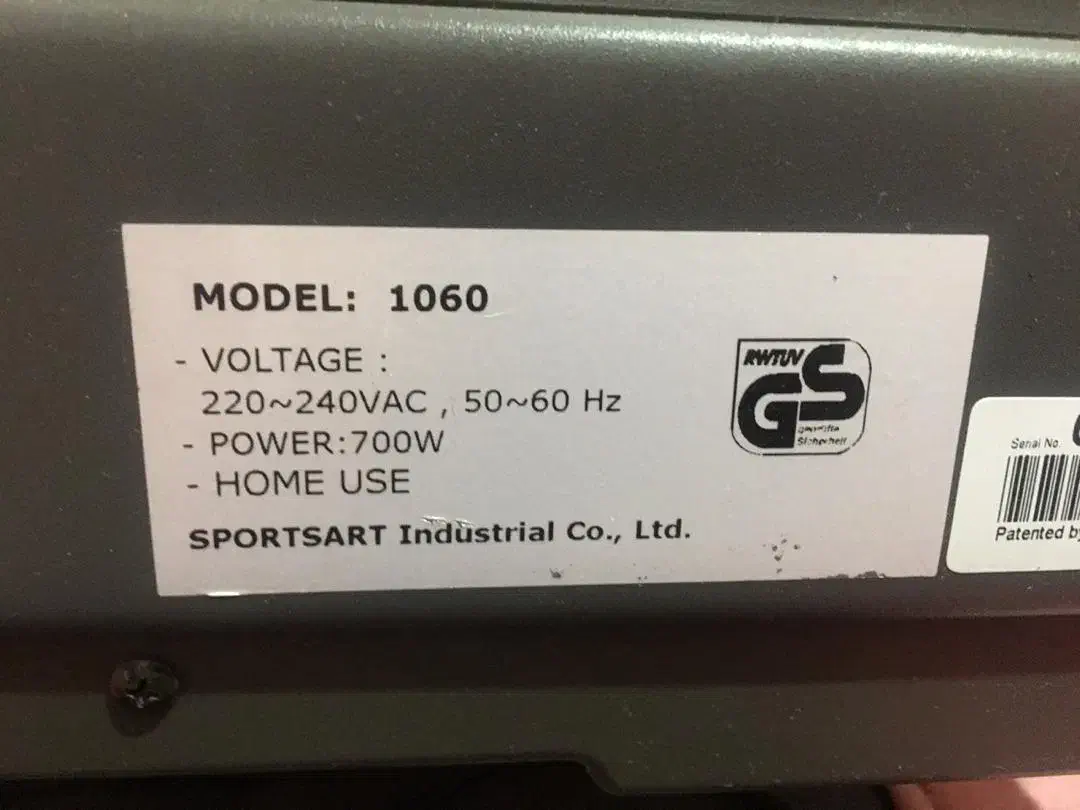 MODEL: 1060
- VOLTAGE :
220~240VAC , 50~60 Hz
- POWER:700W
- HOME USE
SPORTSART Industrial Co., Ltd.
RWTUV
GS
geprüfte
Sicherheit
Serial No.
Patented by